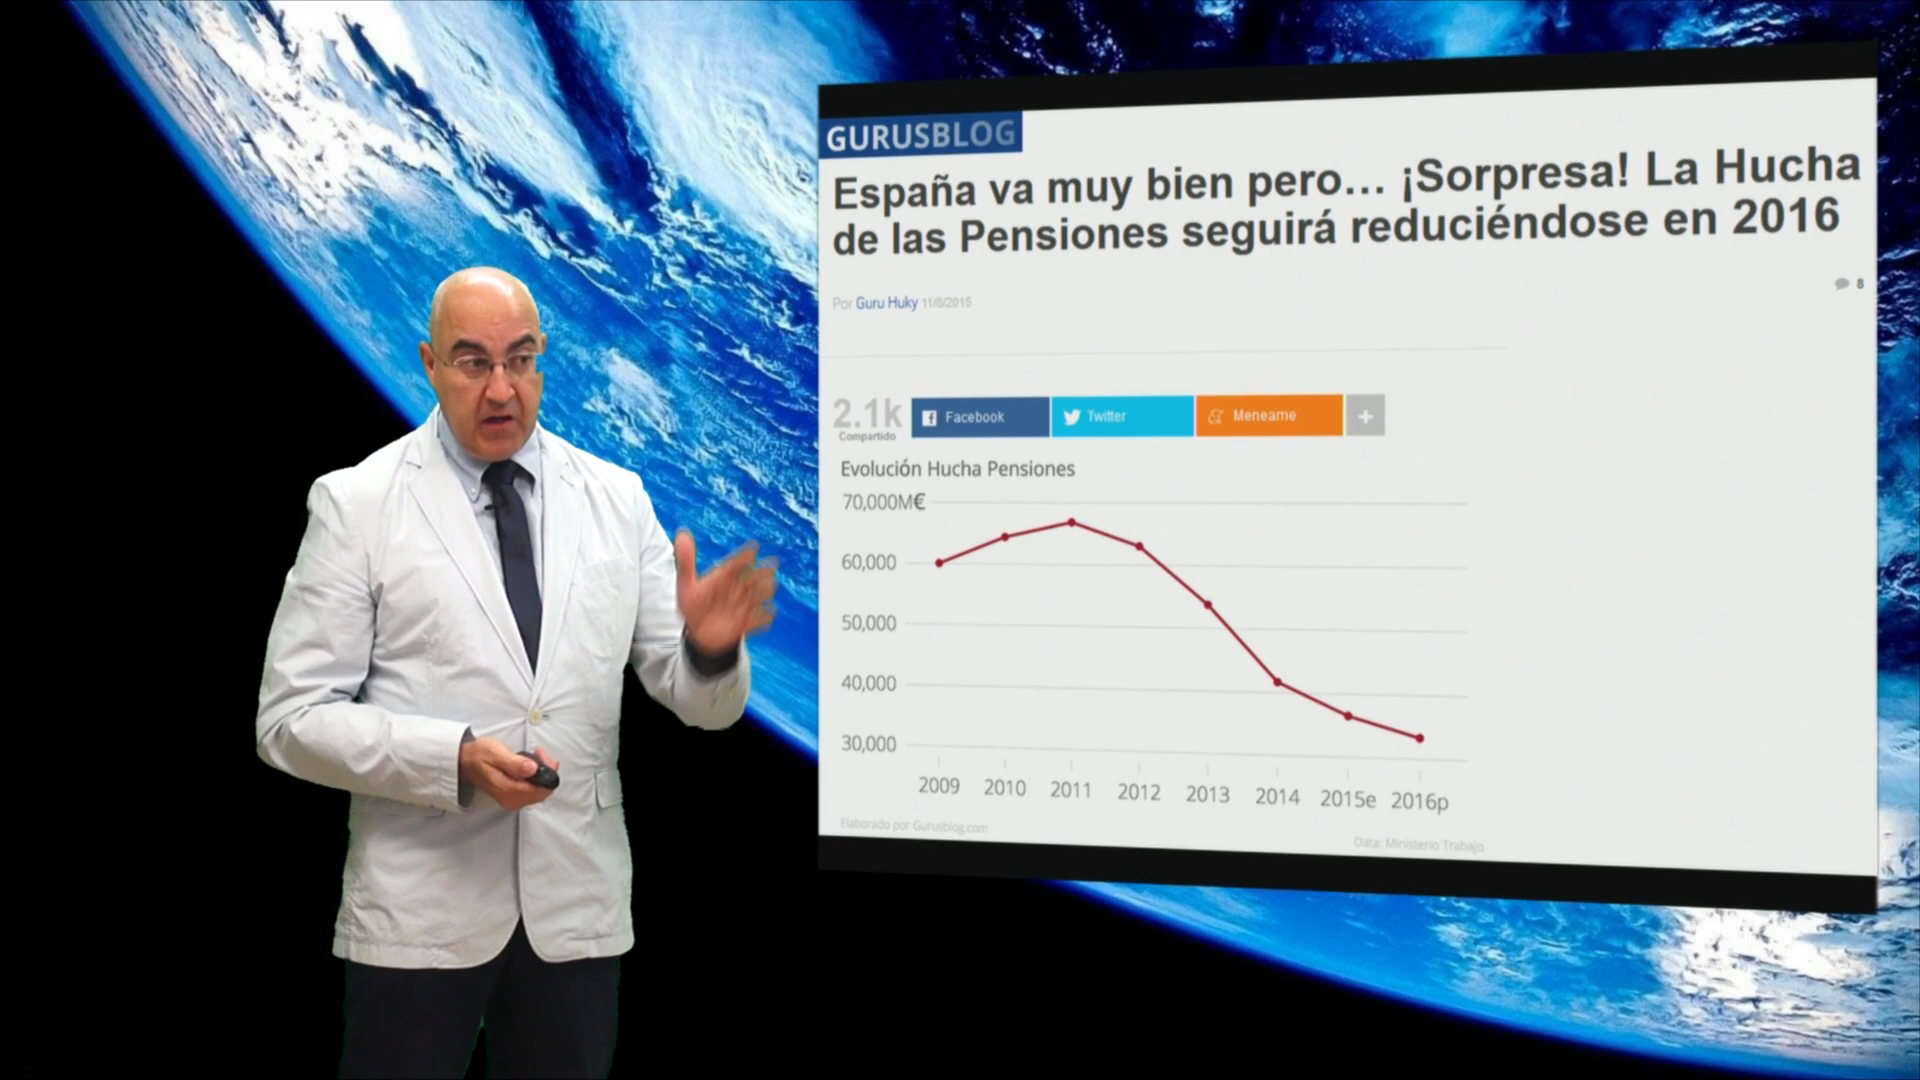 GURUSBLOG
España va muy bien pero... ¡Sorpresa! La Hucha
de las Pensiones seguirá reduciéndose en 2016
8
Por Guru Huky 11/8/2015
2.1k
Compartido
Facebook
Twitter
Meneame
+
Evolución Hucha Pensiones
70,000M€
60,000
50,000
40,000
30,000
2009 2010 2011 2012 2013 2014 2015e 2016p
Elaborado por Gurusblog.com
Data: Ministerio Trabajo